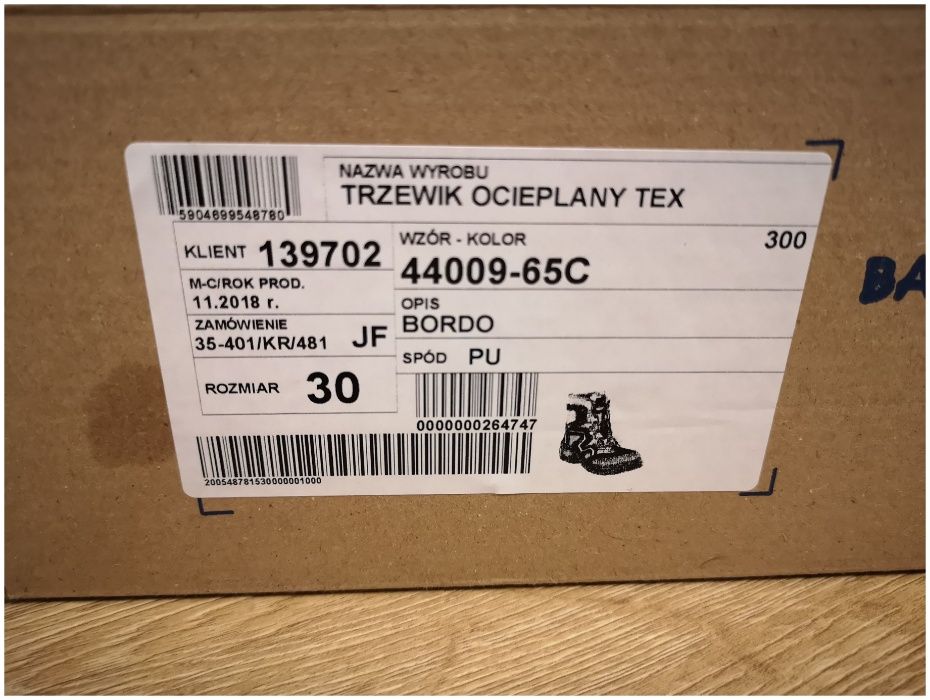 5904699548780
NAZWA WYROBU
TRZEWIK OCIEPLANY TEX
KLIENT 139702
M-C/ROK PROD.
11.2018 r.
ZAMÓWIENIE
35-401/KR/481 JF
ROZMIAR 30
WZÓR - KOLOR 300
44009-65C
OPIS
BORDO
SPÓD PU
0000000264747
200548781530000001000
BA